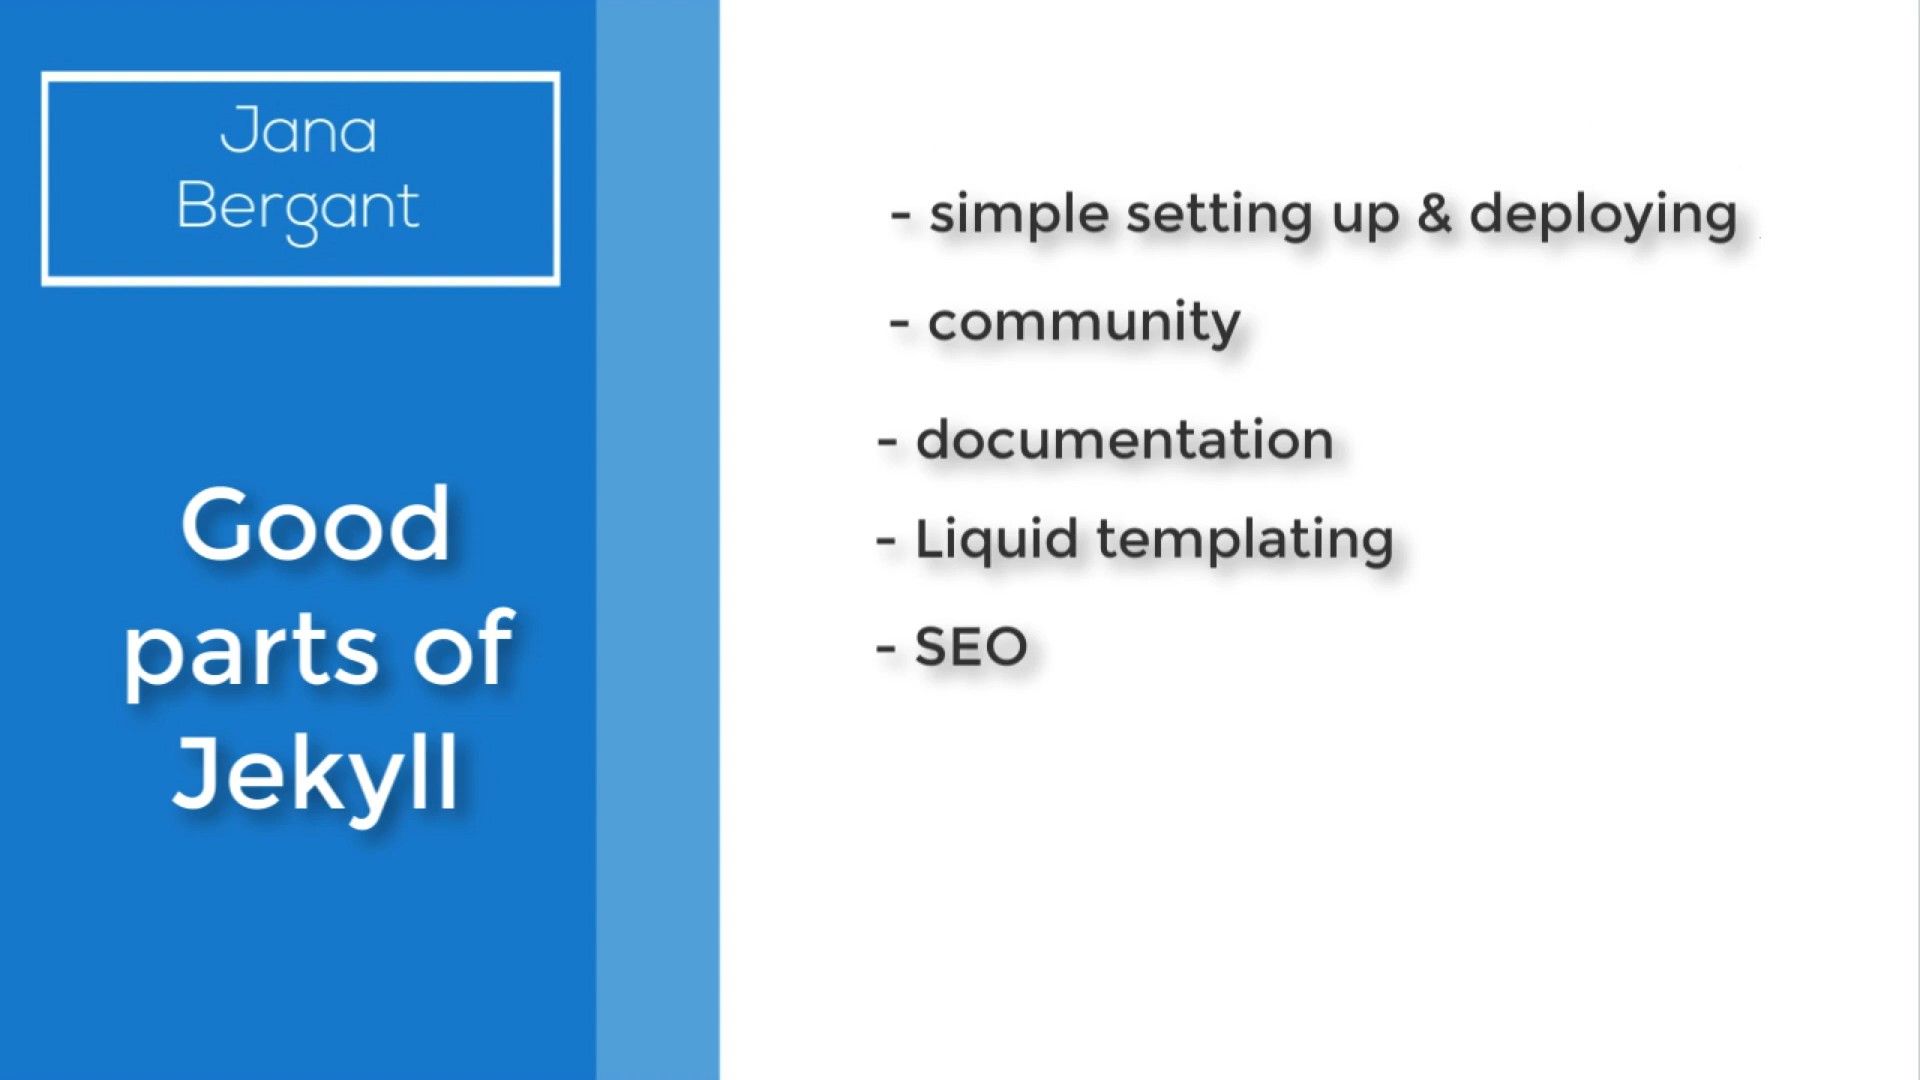 Jana
Bergant
Good
parts of
Jekyll
- simple setting up & deploying
- community
- documentation
- Liquid templating
- SEO